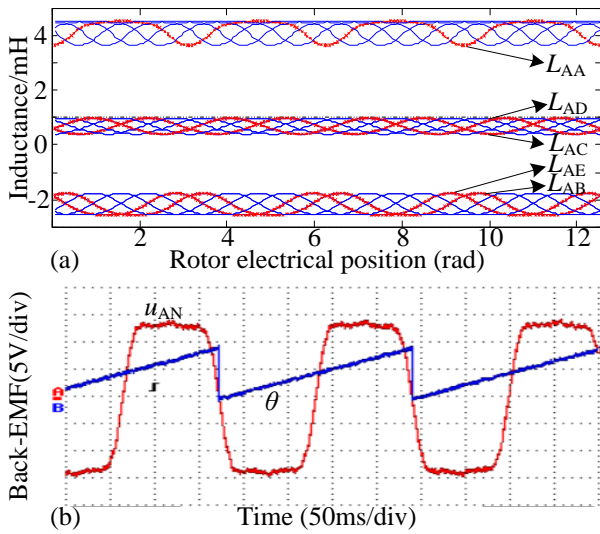 Inductance/mH
4
2
0
-2
L_AA
L_AD
L_AC
L_AE
L_AB
2
4
6
8
10
12
(a)
Rotor electrical position (rad)
Back-EMF(5V/div)
u_AN
θ
A
B
(b)
Time (50ms/div)